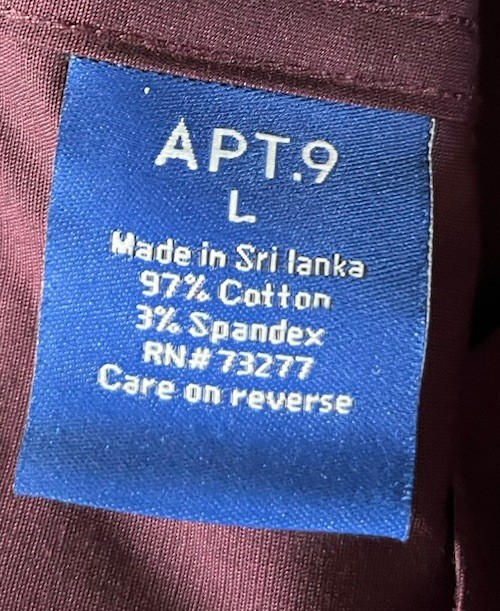 APT.9
L
Made in Sri lanka
97% Cotton
3% Spandex
RN# 73277
Care on reverse